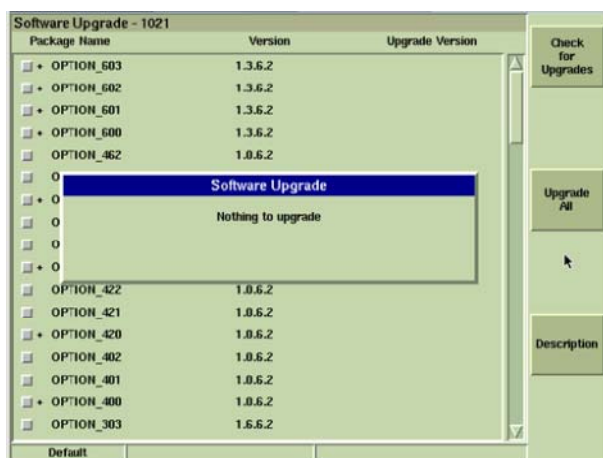 Software Upgrade - 1021
Package Name Version Upgrade Version
+ OPTION_603 1.3.6.2
+ OPTION_602 1.3.6.2
+ OPTION_601 1.3.6.2
+ OPTION_600 1.3.6.2
OPTION_462 1.0.6.2
O
+ O
O
O
+ O
Software Upgrade
Nothing to upgrade
OPTION_422 1.0.6.2
OPTION_421 1.0.6.2
+ OPTION_420 1.0.6.2
OPTION_402 1.0.6.2
OPTION_401 1.0.6.2
+ OPTION_400 1.0.6.2
OPTION_303 1.6.6.2
Default
Check
for
Upgrades
Upgrade
All
Description